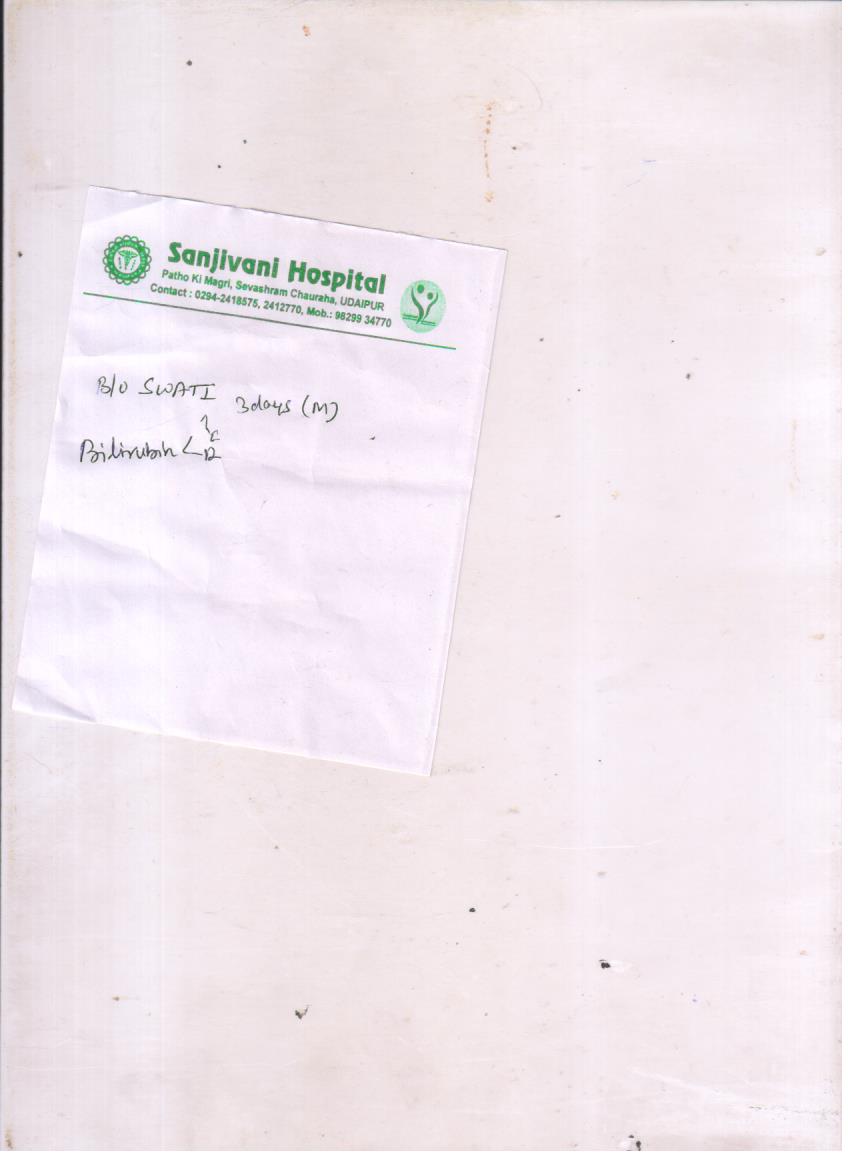 Sanjivani Hospital
Patho Ki Magri, Sevashram Chauraha, UDAIPUR
Contact : 0294-2418575, 2412770, Mob.: 98299 34770
B/O SWATI 3days (M)
Bilirubin <